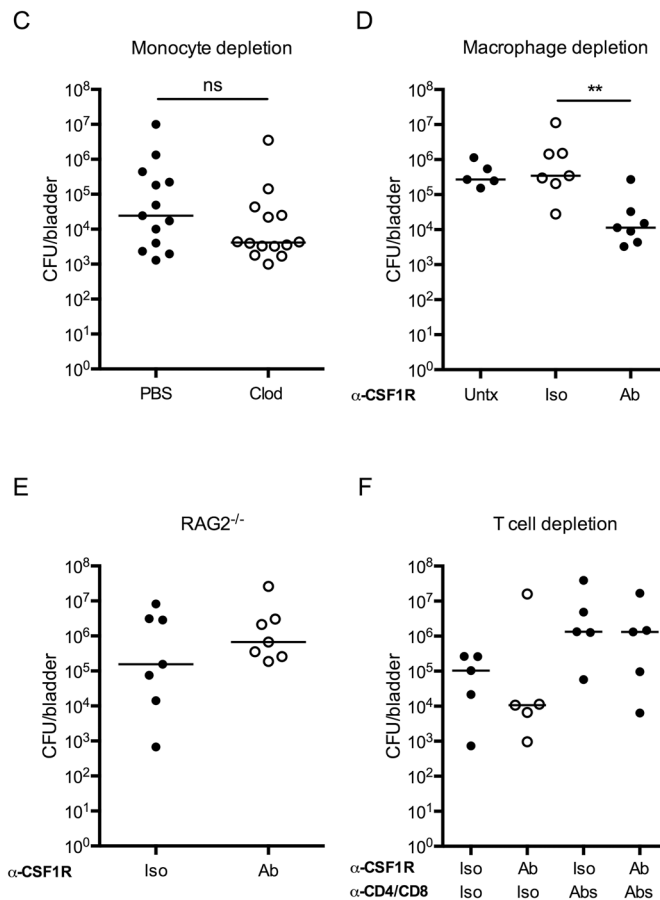 C
Monocyte depletion
ns
10⁸
10⁷
10⁶
10⁵
10⁴
10³
10²
10¹
10⁰
CFU/bladder
PBS Clod
D
Macrophage depletion
**
10⁸
10⁷
10⁶
10⁵
10⁴
10³
10²
10¹
10⁰
CFU/bladder
α-CSF1R Untx Iso Ab
E
RAG2⁻/⁻
10⁸
10⁷
10⁶
10⁵
10⁴
10³
10²
10¹
10⁰
CFU/bladder
α-CSF1R Iso Ab
F
T cell depletion
10⁸
10⁷
10⁶
10⁵
10⁴
10³
10²
10¹
10⁰
CFU/bladder
α-CSF1R Iso Ab Iso Ab
α-CD4/CD8 Iso Iso Abs Abs